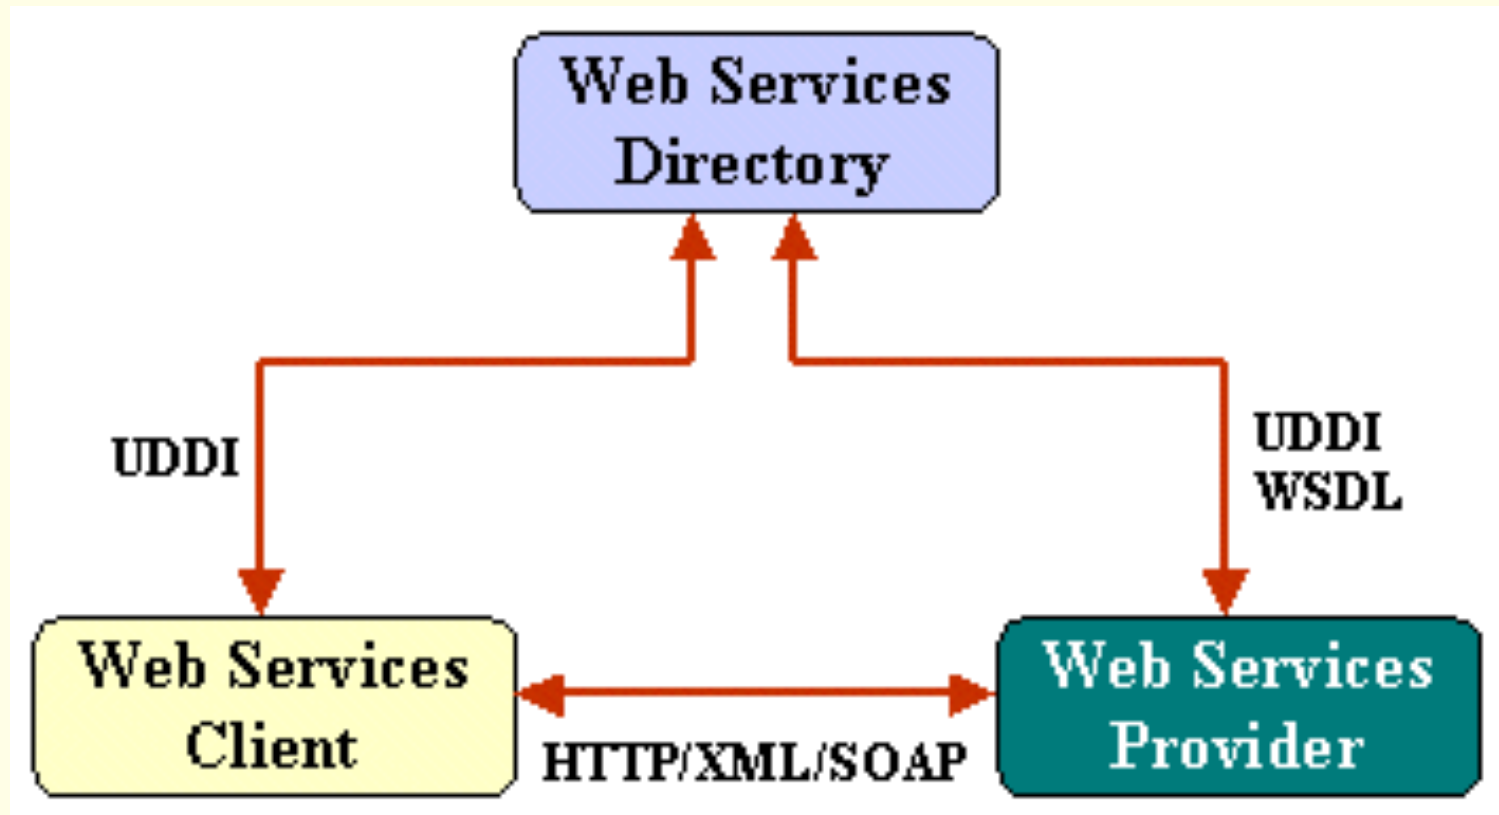 Web Services
Directory
UDDI
UDDI
WSDL
Web Services
Client
HTTP/XML/SOAP
Web Services
Provider